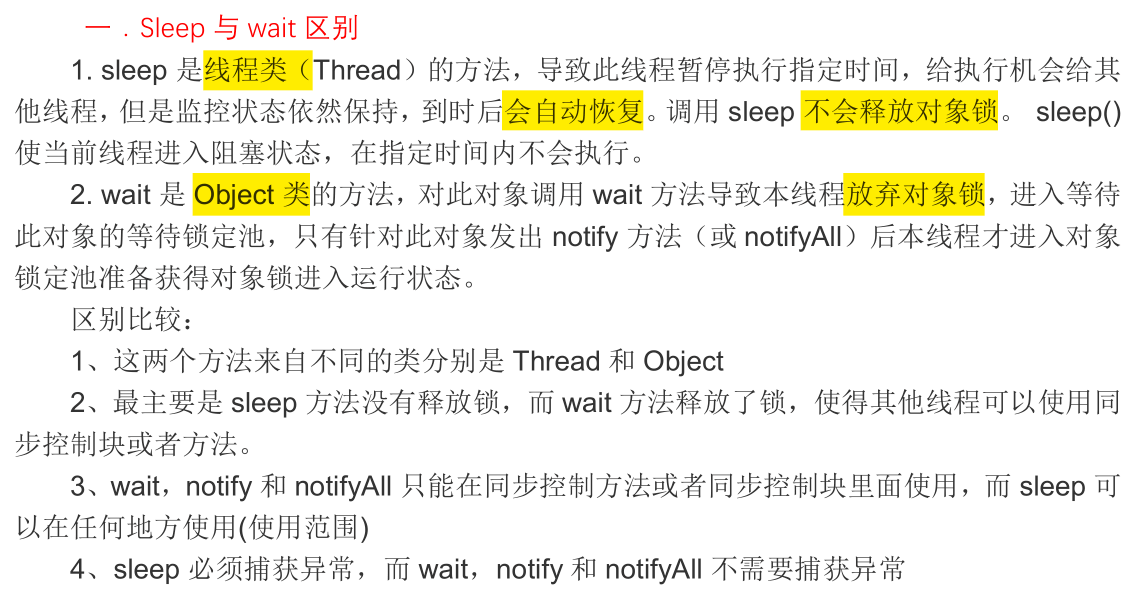 一．Sleep 与 wait 区别
1. sleep 是线程类（Thread）的方法，导致此线程暂停执行指定时间，给执行机会给其
他线程，但是监控状态依然保持，到时后会自动恢复。调用 sleep 不会释放对象锁。 sleep()
使当前线程进入阻塞状态，在指定时间内不会执行。
2. wait 是 Object 类的方法，对此对象调用 wait 方法导致本线程放弃对象锁，进入等待
此对象的等待锁定池，只有针对此对象发出 notify 方法（或 notifyAll）后本线程才进入对象
锁定池准备获得对象锁进入运行状态。
区别比较：
1、这两个方法来自不同的类分别是 Thread 和 Object
2、最主要是 sleep 方法没有释放锁，而 wait 方法释放了锁，使得其他线程可以使用同
步控制块或者方法。
3、wait，notify 和 notifyAll 只能在同步控制方法或者同步控制块里面使用，而 sleep 可
以在任何地方使用(使用范围)
4、sleep 必须捕获异常，而 wait，notify 和 notifyAll 不需要捕获异常